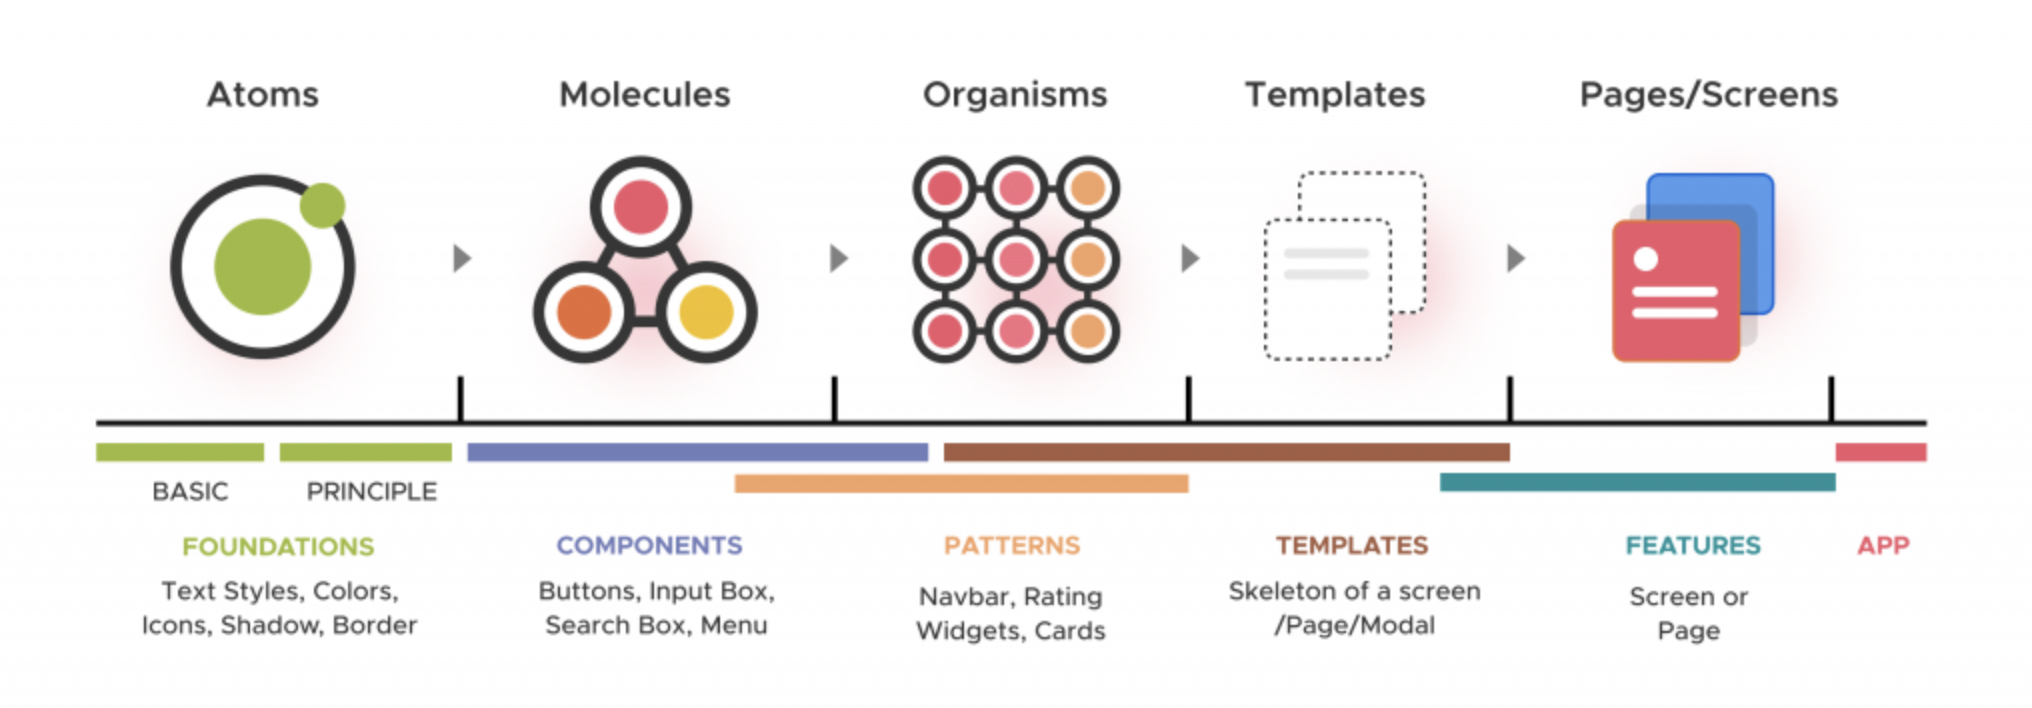 Atoms
Molecules
Organisms
Templates
Pages/Screens
BASIC
PRINCIPLE
FOUNDATIONS
Text Styles, Colors,
Icons, Shadow, Border
COMPONENTS
Buttons, Input Box,
Search Box, Menu
PATTERNS
Navbar, Rating
Widgets, Cards
TEMPLATES
Skeleton of a screen
/Page/Modal
FEATURES
Screen or
Page
APP